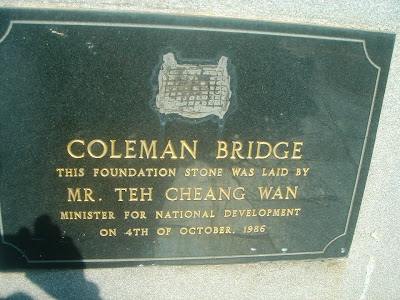 COLEMAN BRIDGE
THIS FOUNDATION STONE WAS LAID BY
MR. TEH CHEANG WAN
MINISTER FOR NATIONAL DEVELOPMENT
ON 4TH OF OCTOBER, 1986